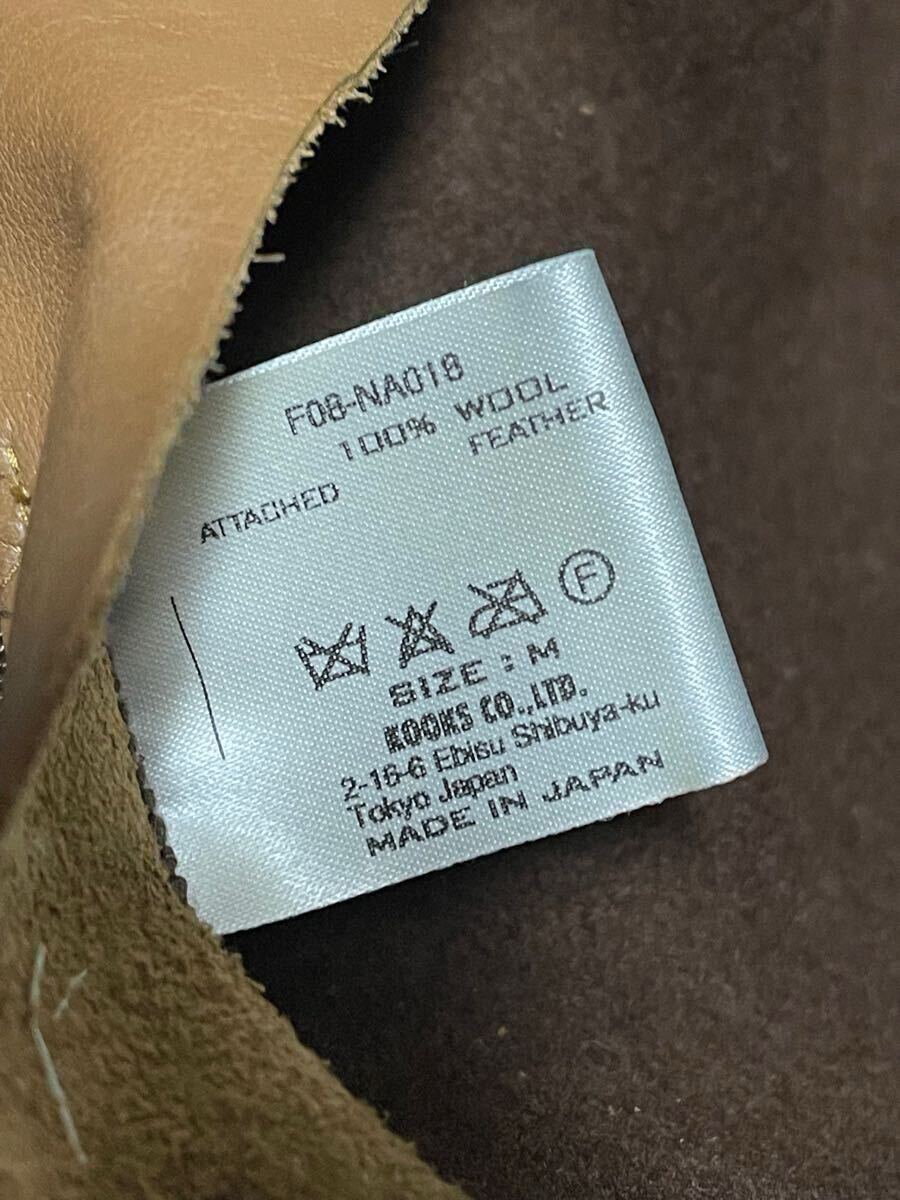 F08-NA018
100% WOOL
FEATHER
ATTACHED
F
SIZE : M
KOOKS CO.,LTD.
2-16-6 Ebisu Shibuya-ku
Tokyo Japan
MADE IN JAPAN